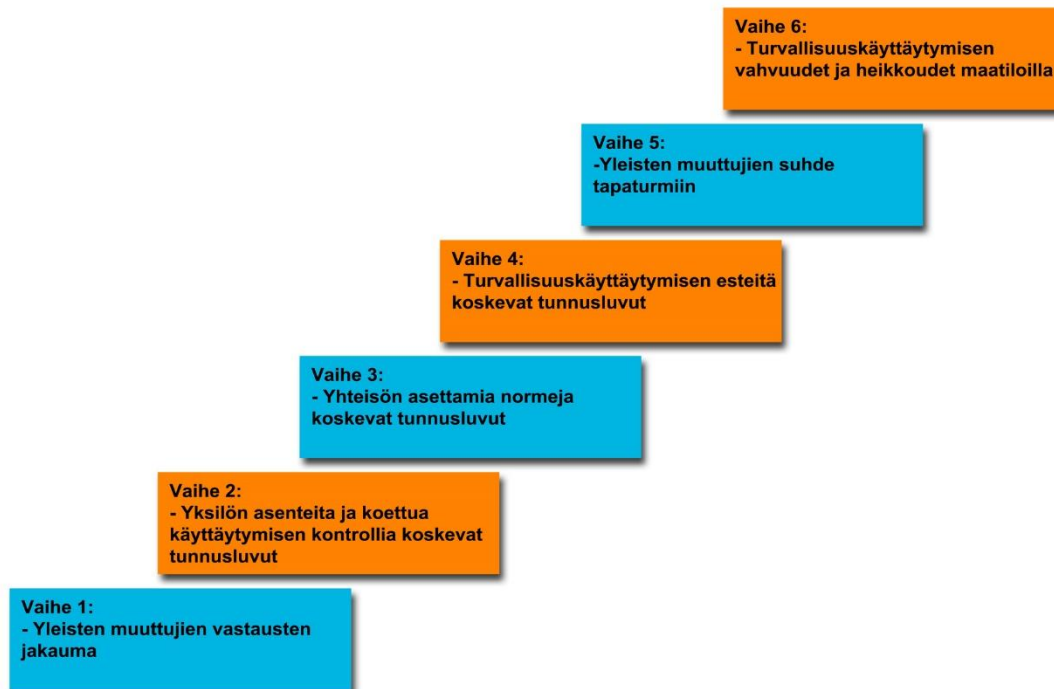 Vaihe 6:
- Turvallisuuskäyttäytymisen
vahvuudet ja heikkoudet maatiloilla
Vaihe 5:
-Yleisten muuttujien suhde
tapaturmiin
Vaihe 4:
- Turvallisuuskäyttäytymisen esteitä
koskevat tunnusluvut
Vaihe 3:
- Yhteisön asettamia normeja
koskevat tunnusluvut
Vaihe 2:
- Yksilön asenteita ja koettua
käyttäytymisen kontrollia koskevat
tunnusluvut
Vaihe 1:
- Yleisten muuttujien vastausten
jakauma